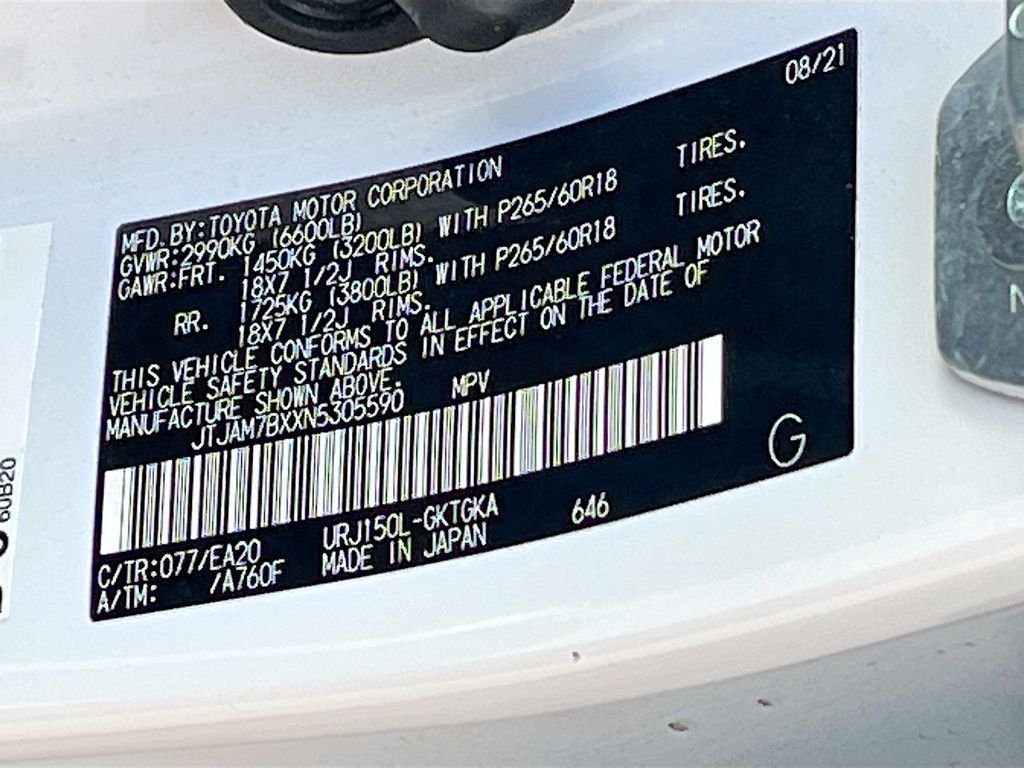 08/21
MFD. BY:TOYOTA MOTOR CORPORATION
GVWR:2990KG (6600LB)
GAWR:FRT. 1450KG (3200LB) WITH P265/60R18 TIRES.
18X7 1/2J RIMS.
RR. 1725KG (3800LB) WITH P265/60R18 TIRES.
18X7 1/2J RIMS.
THIS VEHICLE CONFORMS TO ALL APPLICABLE FEDERAL MOTOR
VEHICLE SAFETY STANDARDS IN EFFECT ON THE DATE OF
MANUFACTURE SHOWN ABOVE.
JTJAM7BXXN5305590 MPV
G
C/TR:077/EA20 URJ150L-GKTGKA 646
A/TM: /A760F MADE IN JAPAN
60B20